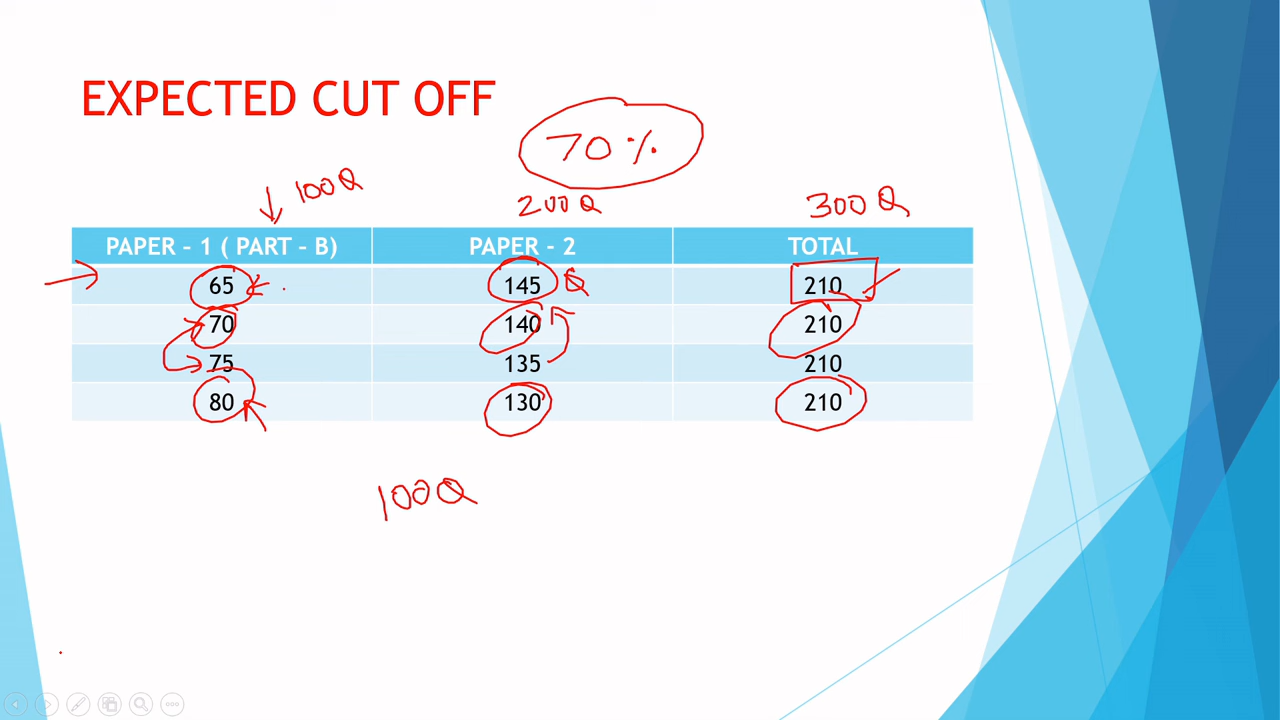 EXPECTED CUT OFF
70%
100Q
200Q
300Q
PAPER - 1 ( PART - B) PAPER - 2 TOTAL
65 145 Q 210
70 140 210
75 135 210
80 130 210
100Q